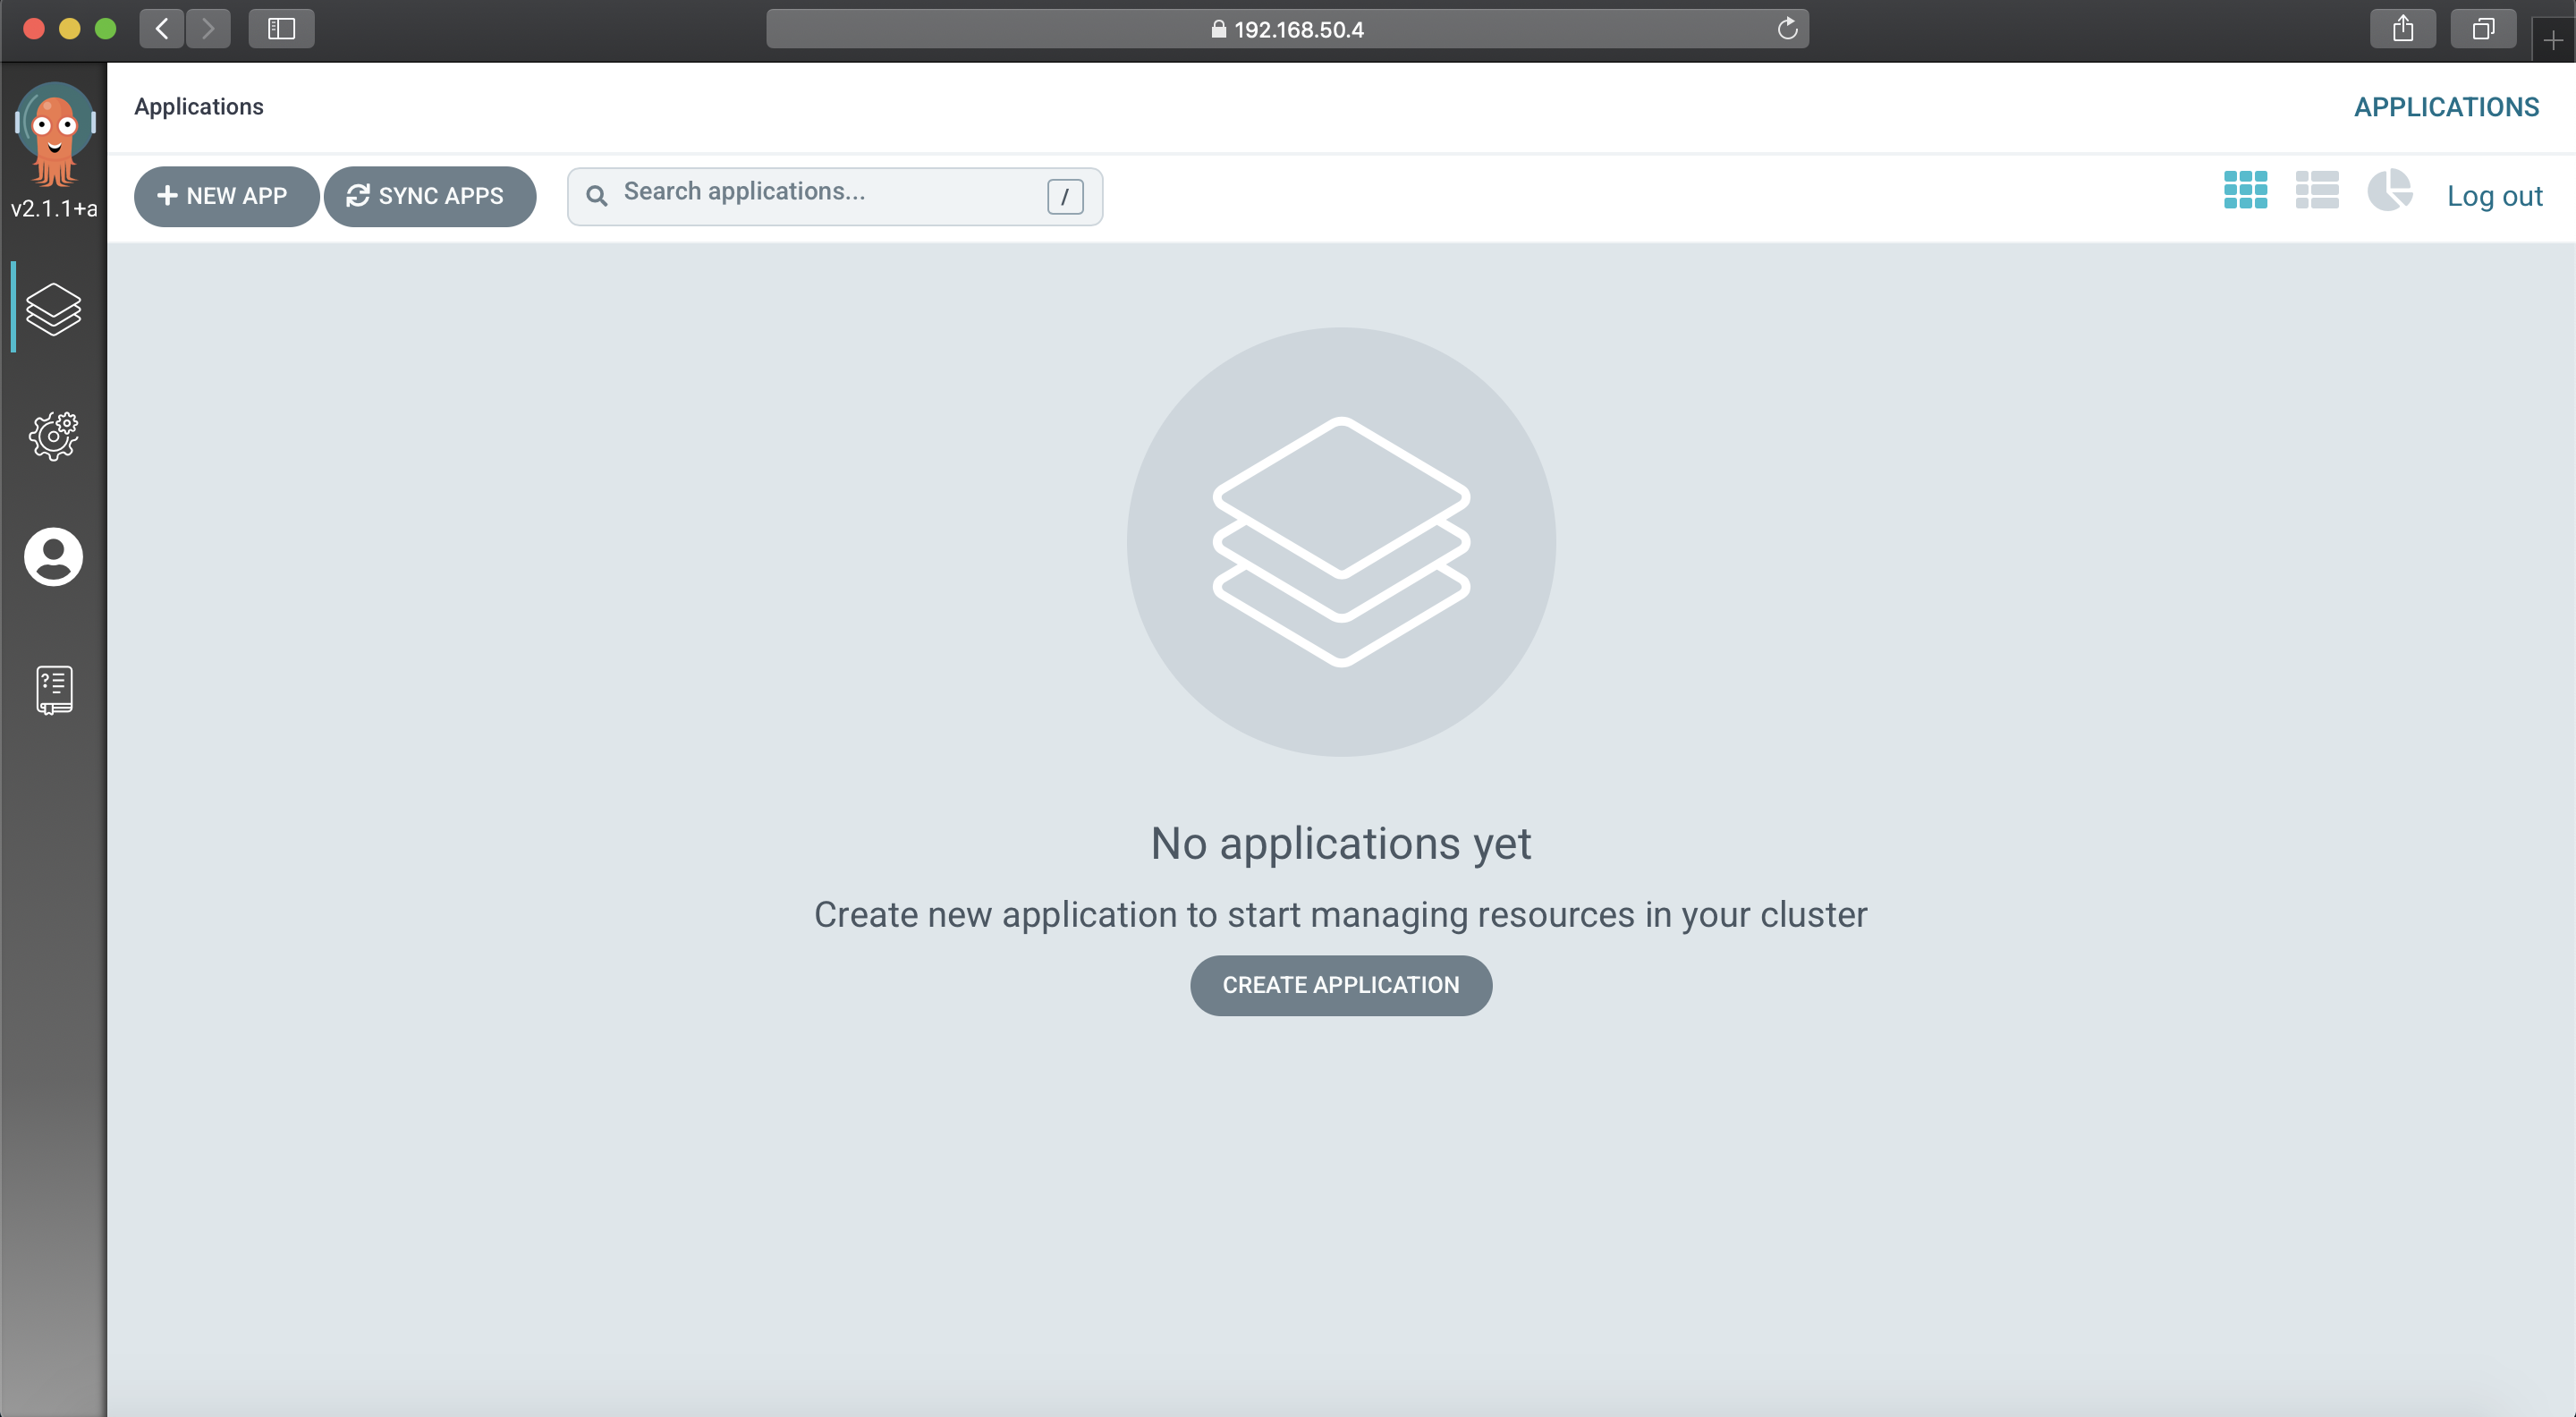 192.168.50.4
Applications
APPLICATIONS
v2.1.1+a
NEW APP
SYNC APPS
Search applications...
/
Log out
No applications yet
Create new application to start managing resources in your cluster
CREATE APPLICATION